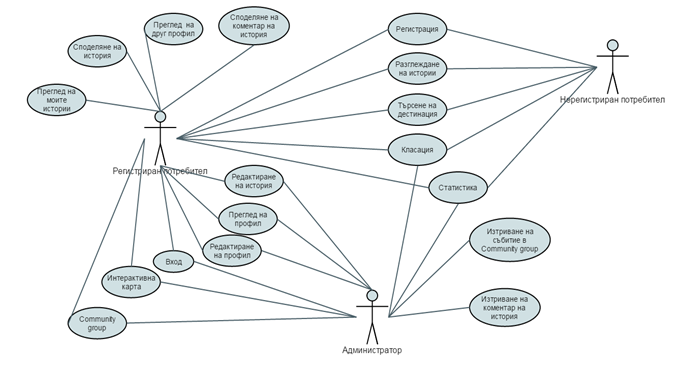 Споделяне на
коментар на
история
Преглед на
друг профил
Споделяне на
история
Преглед на
моите
истории
Регистриран потребител
Регистрация
Разглеждане
на истории
Търсене на
дестинация
Класация
Статистика
Нерегистриран потребител
Редактиране
на история
Преглед на
профил
Редактиране
на профил
Вход
Интерактивна
карта
Community
group
Изтриване на
събитие в
Community group
Изтриване на
коментар на
история
Администратор